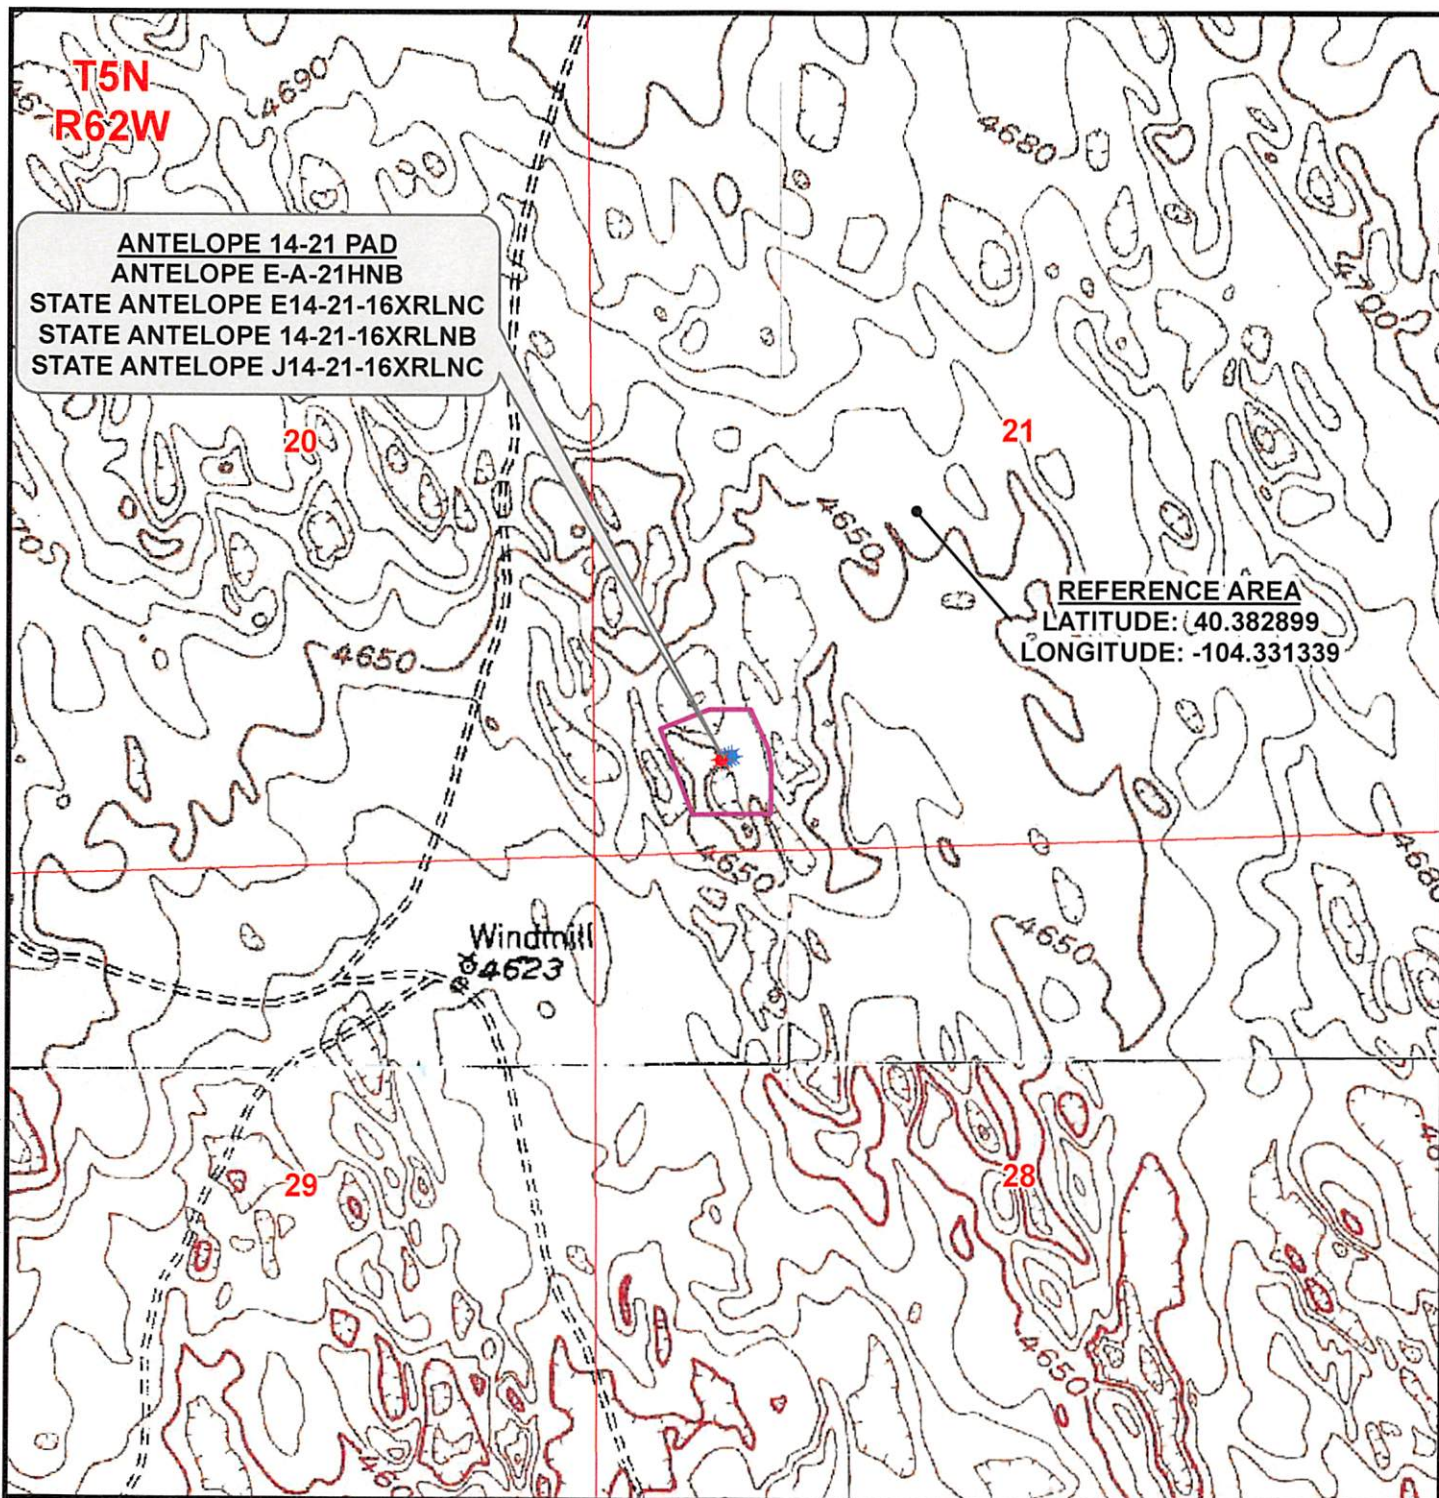 T5N
R62W
4690
4680
4700
ANTELOPE 14-21 PAD
ANTELOPE E-A-21HNB
STATE ANTELOPE E14-21-16XRLNC
STATE ANTELOPE 14-21-16XRLNB
STATE ANTELOPE J14-21-16XRLNC
20
21
4650
REFERENCE AREA
LATITUDE: 40.382899
LONGITUDE: -104.331339
4650
4650
4680
4650
Windmill
4623
29
28
4650